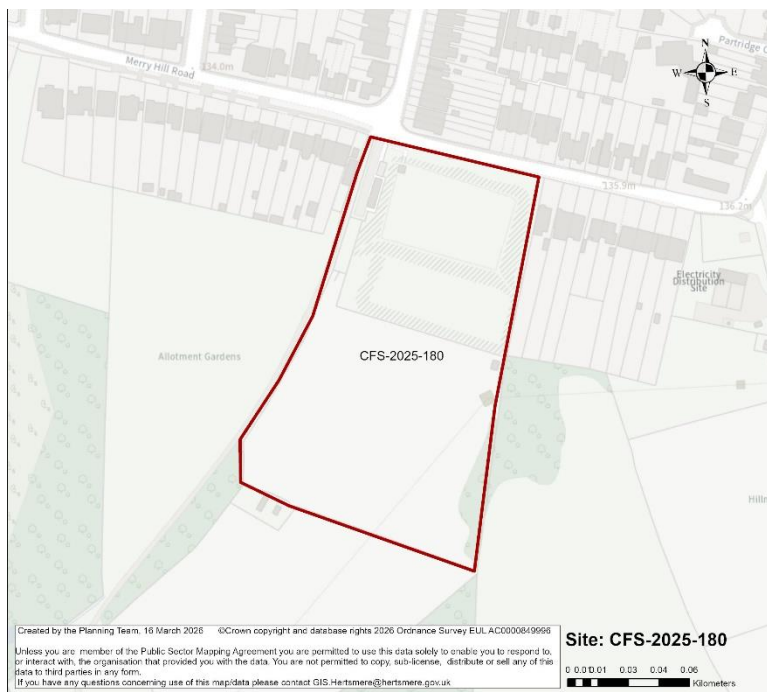 Partridge C
N
W E
S
Merry Hill Road
134.0m
135.9m
136.2m
Electricity
Distribution
Site
CFS-2025-180
Allotment Gardens
Hillm
Created by the Planning Team, 16 March 2026 ©Crown copyright and database rights 2026 Ordnance Survey EUL AC0000849996
Unless you are member of the Public Sector Mapping Agreement you are permitted to use this data solely to enable you to respond to,
or interact with, the organisation that provided you with the data. You are not permitted to copy, sub-license, distribute or sell any of this
data to third parties in any form.
If you have any questions concerning use of this map/data please contact GIS.Hertsmere@hertsmere.gov.uk
Site: CFS-2025-180
0 0.01 0.03 0.04 0.06
Kilometers